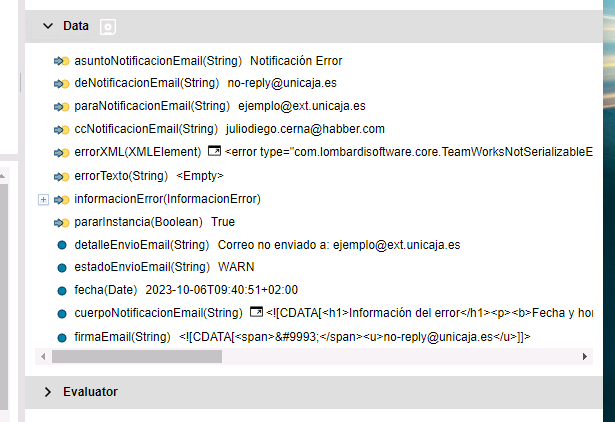 Data
asuntoNotificacionEmail(String) Notificación Error
deNotificacionEmail(String) no-reply@unicaja.es
paraNotificacionEmail(String) ejemplo@ext.unicaja.es
ccNotificacionEmail(String) juliodiego.cerna@habber.com
errorXML(XMLElement) <error type="com.lombardisoftware.core.TeamWorksNotSerializableE
errorTexto(String) <Empty>
informacionError(InformacionError)
pararInstancia(Boolean) True
detalleEnvioEmail(String) Correo no enviado a: ejemplo@ext.unicaja.es
estadoEnvioEmail(String) WARN
fecha(Date) 2023-10-06T09:40:51+02:00
cuerpoNotificacionEmail(String) <![CDATA[<h1>Información del error</h1><p><b>Fecha y hor
firmaEmail(String) <![CDATA[<span>&#9993;</span><u>no-reply@unicaja.es</u>]]>
Evaluator